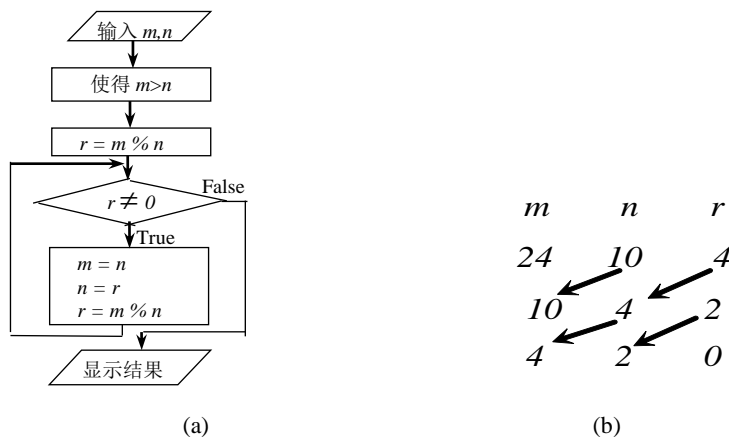 输入 m,n
使得 m>n
r = m % n
r ≠ 0
False
True
m = n
n = r
r = m % n
显示结果
(a)
m n r
24 10 4
10 4 2
4 2 0
(b)